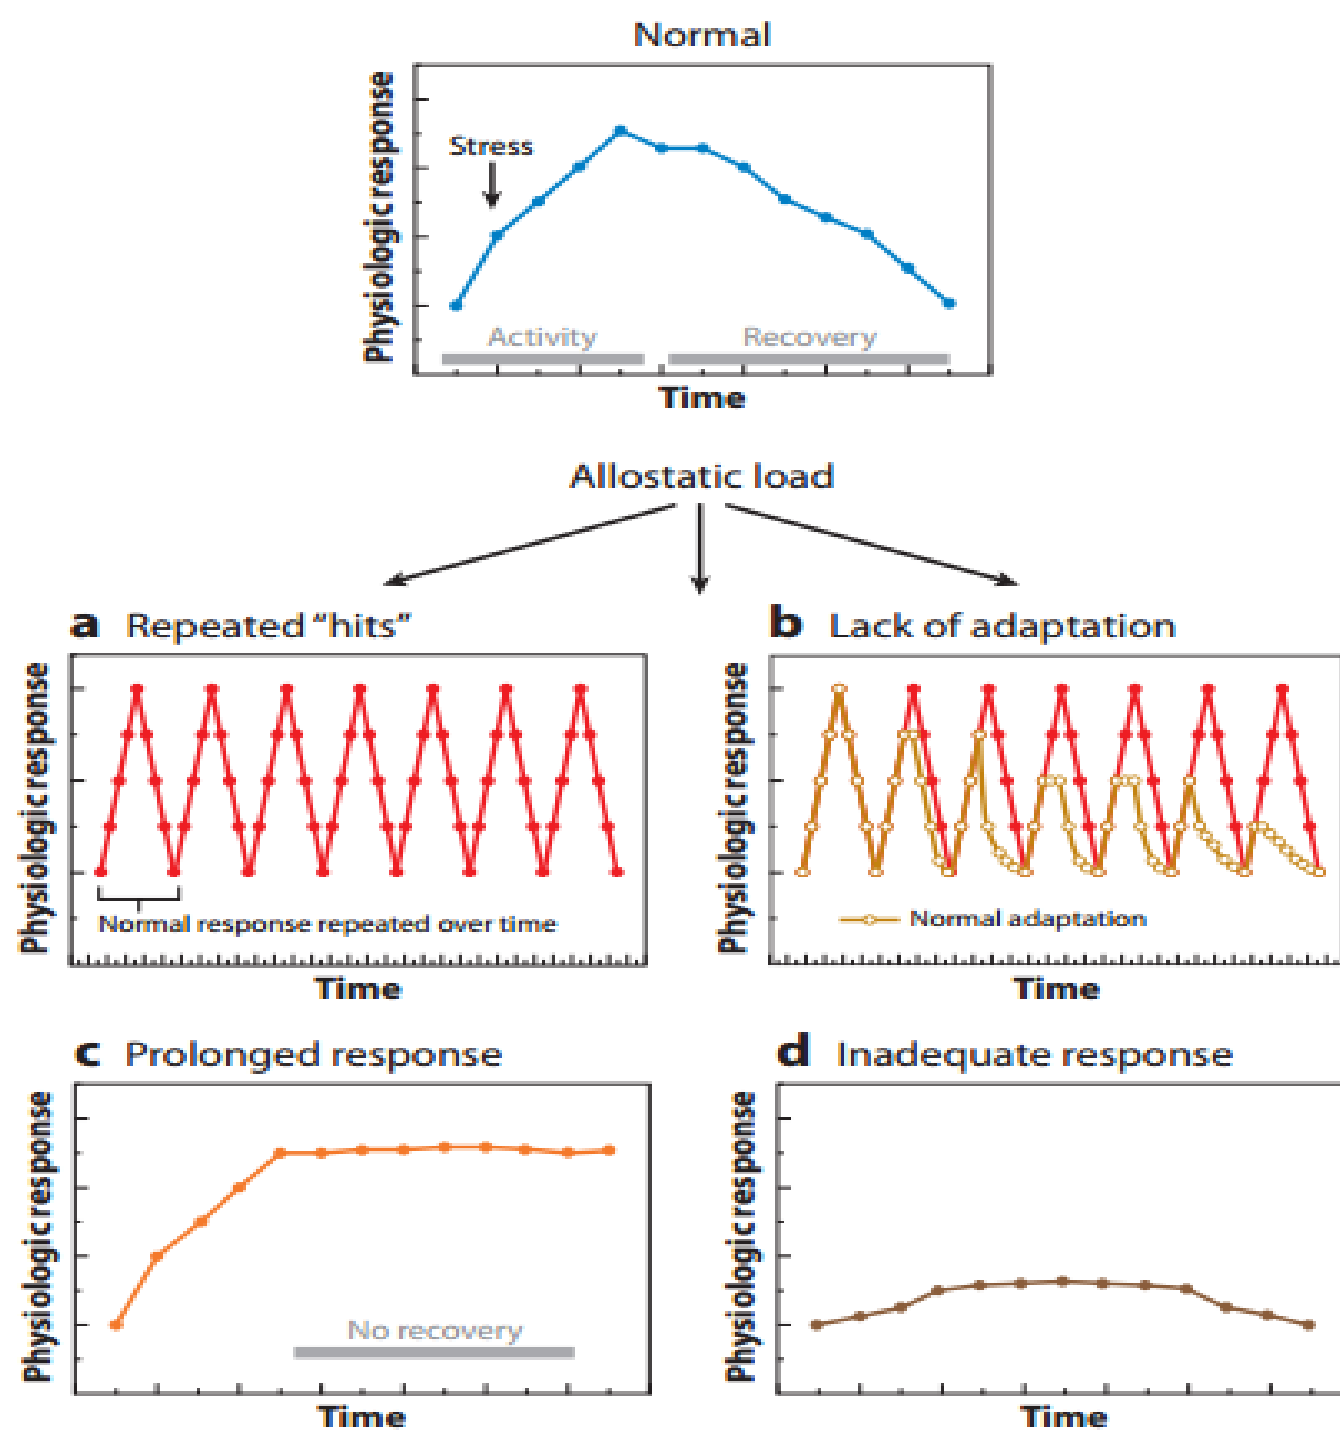 Normal
Physiologic response
Stress
Activity
Recovery
Time
Allostatic load
a Repeated “hits”
Physiologic response
Normal response repeated over time
Time
b Lack of adaptation
Physiologic response
Normal adaptation
Time
c Prolonged response
Physiologic response
No recovery
Time
d Inadequate response
Physiologic response
Time